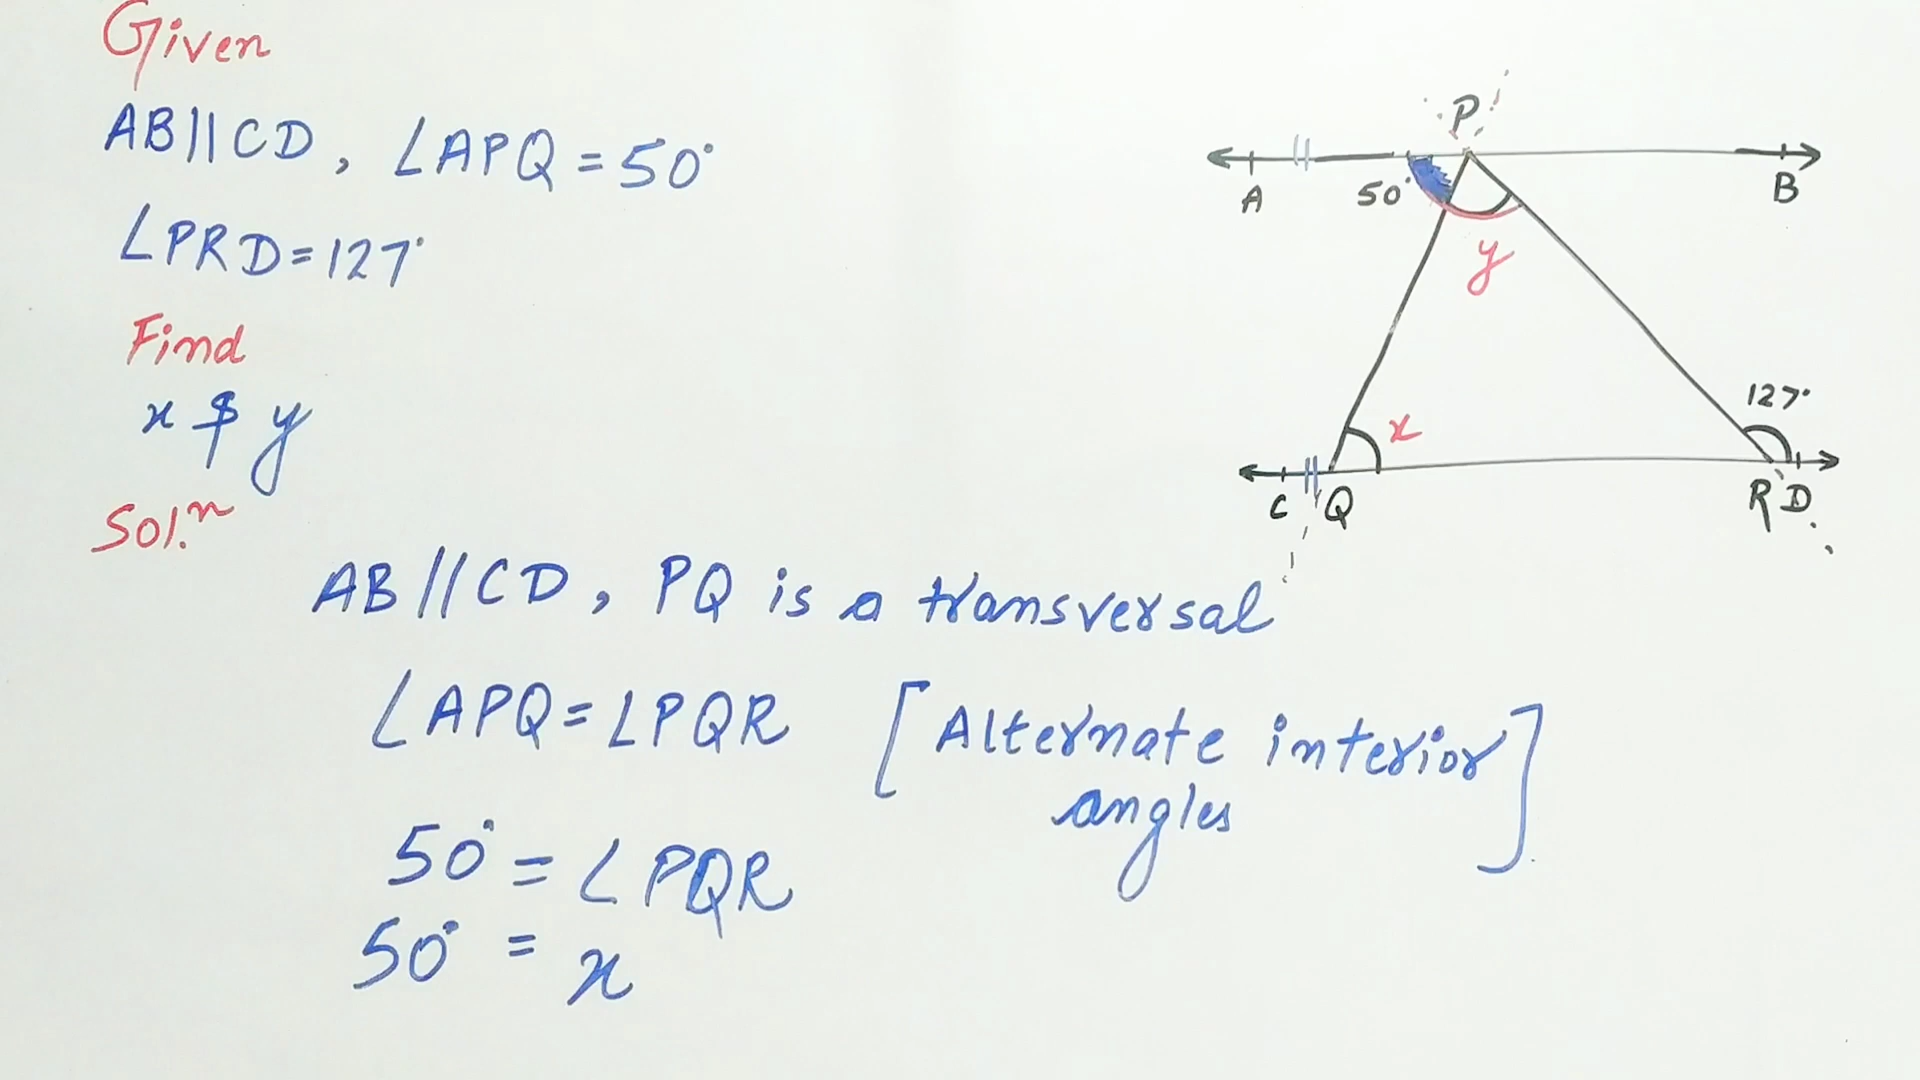 Given
AB||CD, ∠APQ = 50°
∠PRD = 127°
Find
x & y
Sol.n
AB//CD, PQ is a transversal
∠APQ = ∠PQR [Alternate interior
angles]
50° = ∠PQR
50° = x
P
A
50°
B
y
127°
x
C
Q
R
D